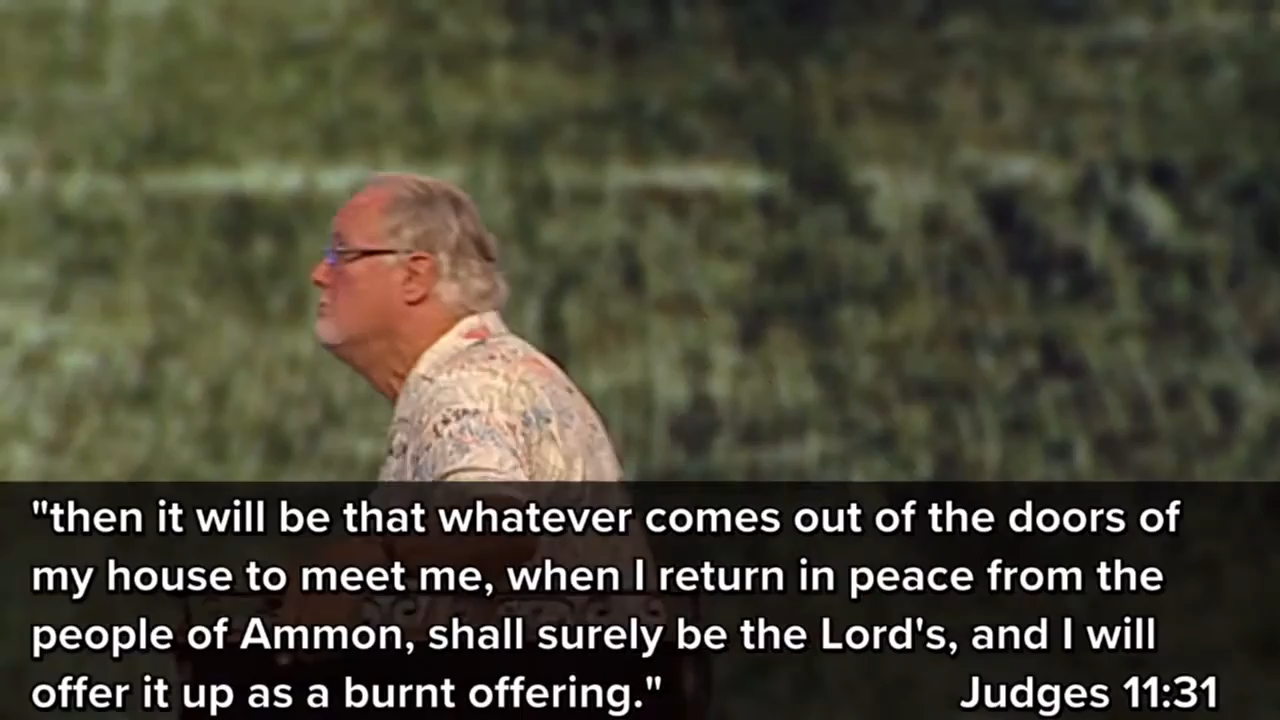 "then it will be that whatever comes out of the doors of
my house to meet me, when I return in peace from the
people of Ammon, shall surely be the Lord's, and I will
offer it up as a burnt offering." Judges 11:31